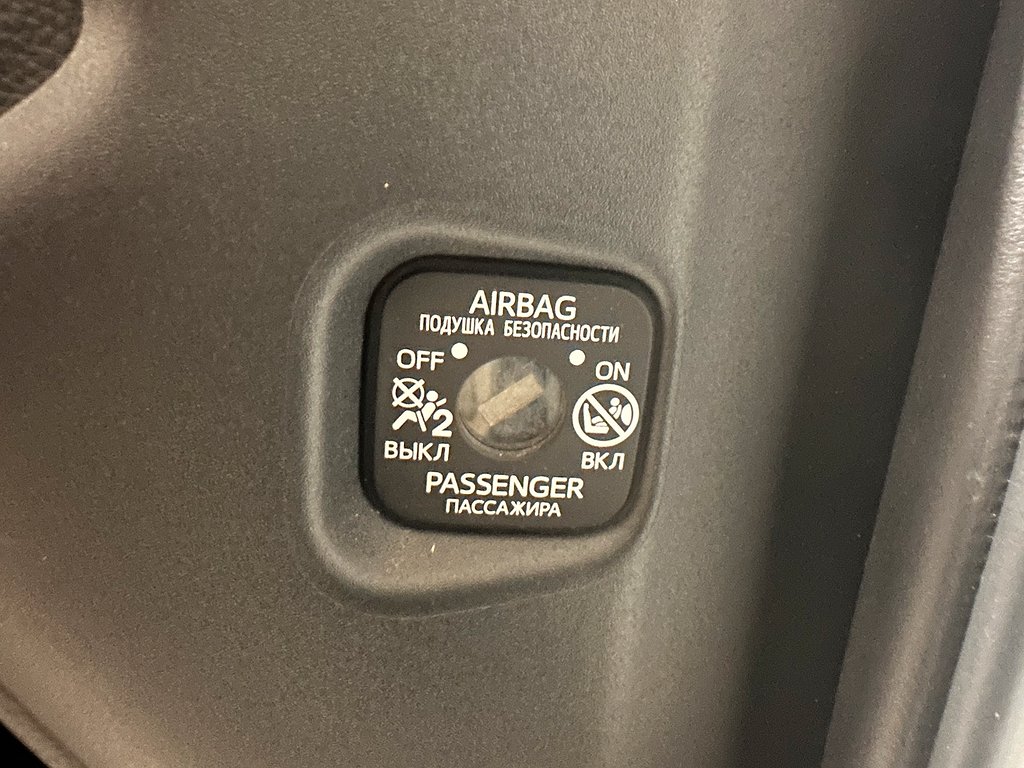 AIRBAG
ПОДУШКА БЕЗОПАСНОСТИ
OFF
ON
2
ВЫКЛ
ВКЛ
PASSENGER
ПАССАЖИРА